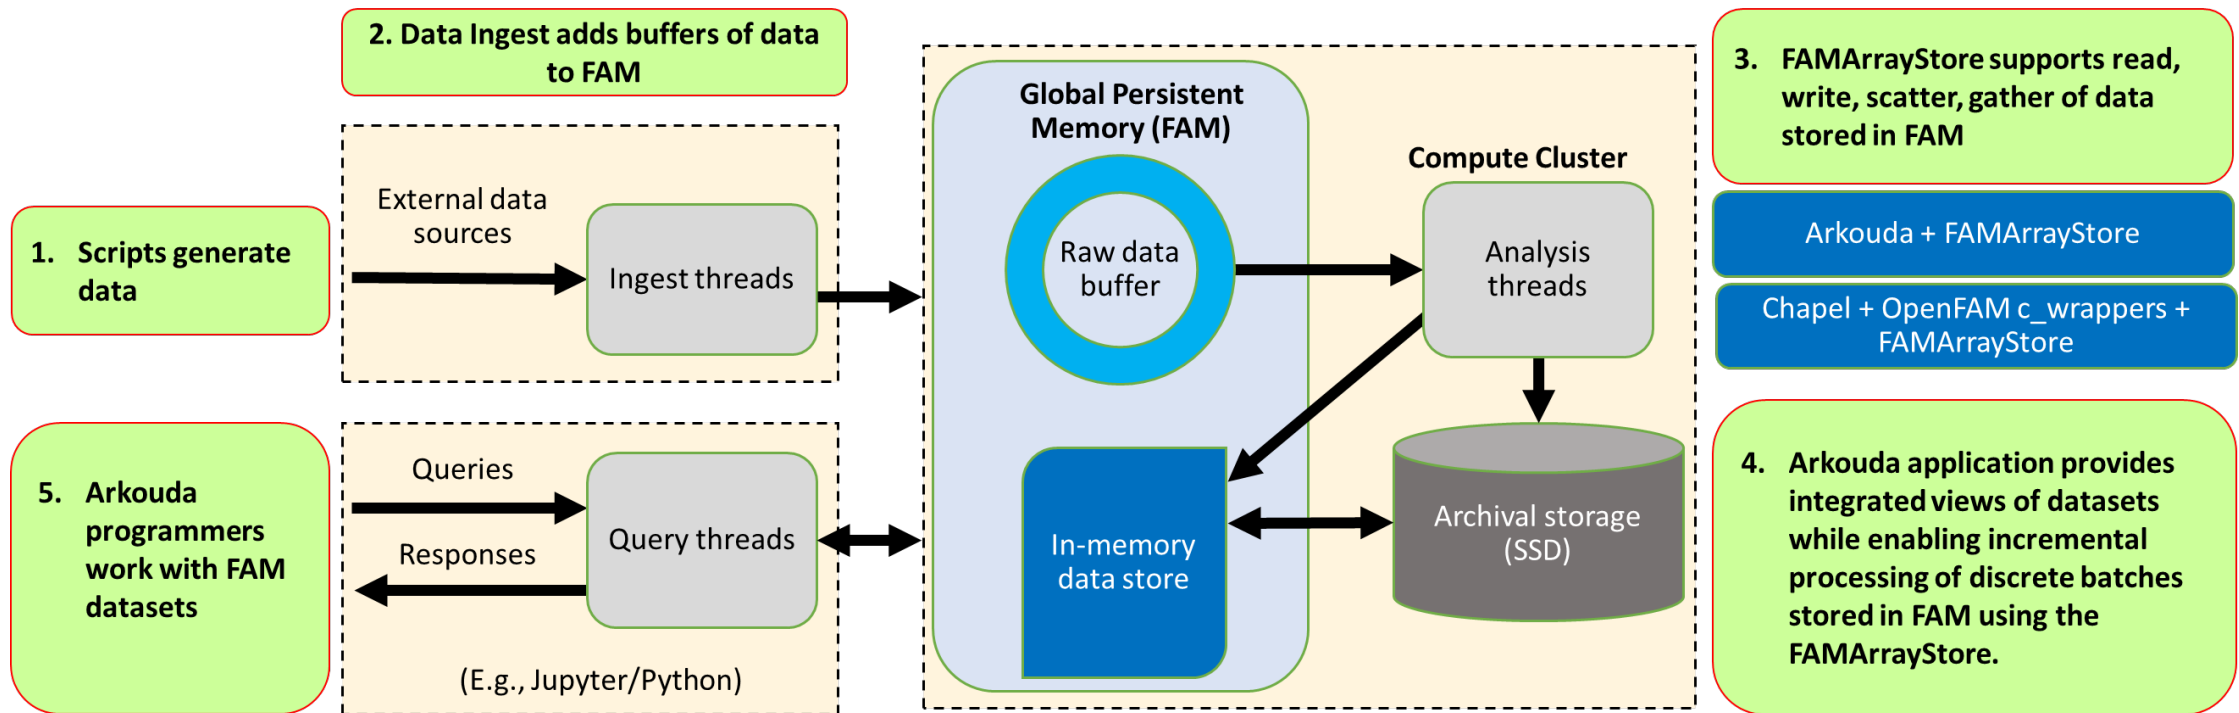 2. Data Ingest adds buffers of data
to FAM
1. Scripts generate
data
External data
sources
Ingest threads
Global Persistent
Memory (FAM)
Raw data
buffer
Compute Cluster
Analysis
threads
3. FAMArrayStore supports read,
write, scatter, gather of data
stored in FAM
Arkouda + FAMArrayStore
Chapel + OpenFAM c_wrappers +
FAMArrayStore
5. Arkouda
programmers
work with FAM
datasets
Queries
Responses
Query threads
(E.g., Jupyter/Python)
In-memory
data store
Archival storage
(SSD)
4. Arkouda application provides
integrated views of datasets
while enabling incremental
processing of discrete batches
stored in FAM using the
FAMArrayStore.